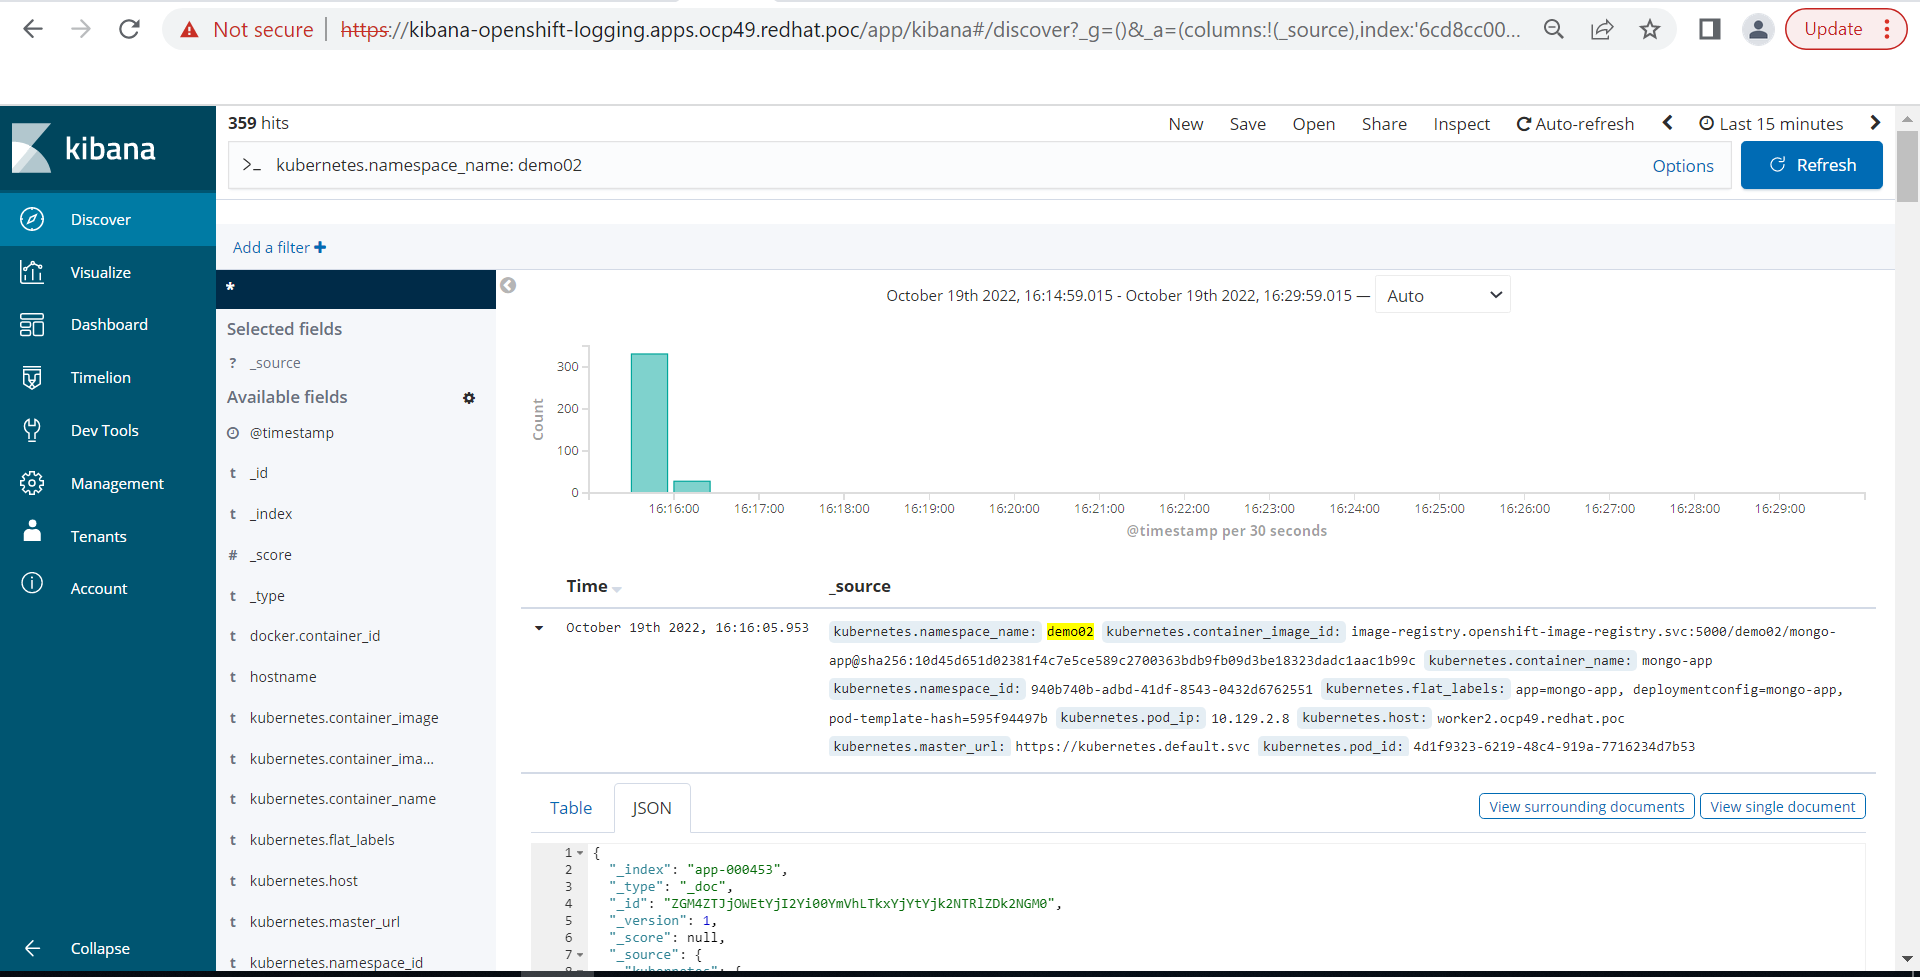 Not secure | https://kibana-openshift-logging.apps.ocp49.redhat.poc/app/kibana#/discover?_g=()&_a=(columns:!(_source),index:'6cd8cc00...
Update
kibana
Discover
Visualize
Dashboard
Timelion
Dev Tools
Management
Tenants
Account
Collapse
359 hits
New Save Open Share Inspect Auto-refresh Last 15 minutes
>_ kubernetes.namespace_name: demo02
Options
Refresh
Add a filter +
*
Selected fields
? _source
Available fields
@timestamp
t _id
t _index
# _score
t _type
t docker.container_id
t hostname
t kubernetes.container_image
t kubernetes.container_ima...
t kubernetes.container_name
t kubernetes.flat_labels
t kubernetes.host
t kubernetes.master_url
t kubernetes.namespace_id
October 19th 2022, 16:14:59.015 - October 19th 2022, 16:29:59.015 — Auto
Count
300
200
100
0
16:16:00 16:17:00 16:18:00 16:19:00 16:20:00 16:21:00 16:22:00 16:23:00 16:24:00 16:25:00 16:26:00 16:27:00 16:28:00 16:29:00
@timestamp per 30 seconds
Time _source
October 19th 2022, 16:16:05.953
kubernetes.namespace_name: demo02 kubernetes.container_image_id: image-registry.openshift-image-registry.svc:5000/demo02/mongo-
app@sha256:10d45d651d02381f4c7e5ce589c2700363bdb9fb09d3be18323dadc1aac1b99c kubernetes.container_name: mongo-app
kubernetes.namespace_id: 940b740b-adbd-41df-8543-0432d6762551 kubernetes.flat_labels: app=mongo-app, deploymentconfig=mongo-app,
pod-template-hash=595f94497b kubernetes.pod_ip: 10.129.2.8 kubernetes.host: worker2.ocp49.redhat.poc
kubernetes.master_url: https://kubernetes.default.svc kubernetes.pod_id: 4d1f9323-6219-48c4-919a-7716234d7b53
Table JSON
View surrounding documents View single document
1 {
2 "_index": "app-000453",
3 "_type": "_doc",
4 "_id": "ZGM4ZTJjOWEtYjI2Yi00YmVhLTkxYjYtYjk2NTRlZDk2NGM0",
5 "_version": 1,
6 "_score": null,
7 "_source": {
8 "kubernetes": {